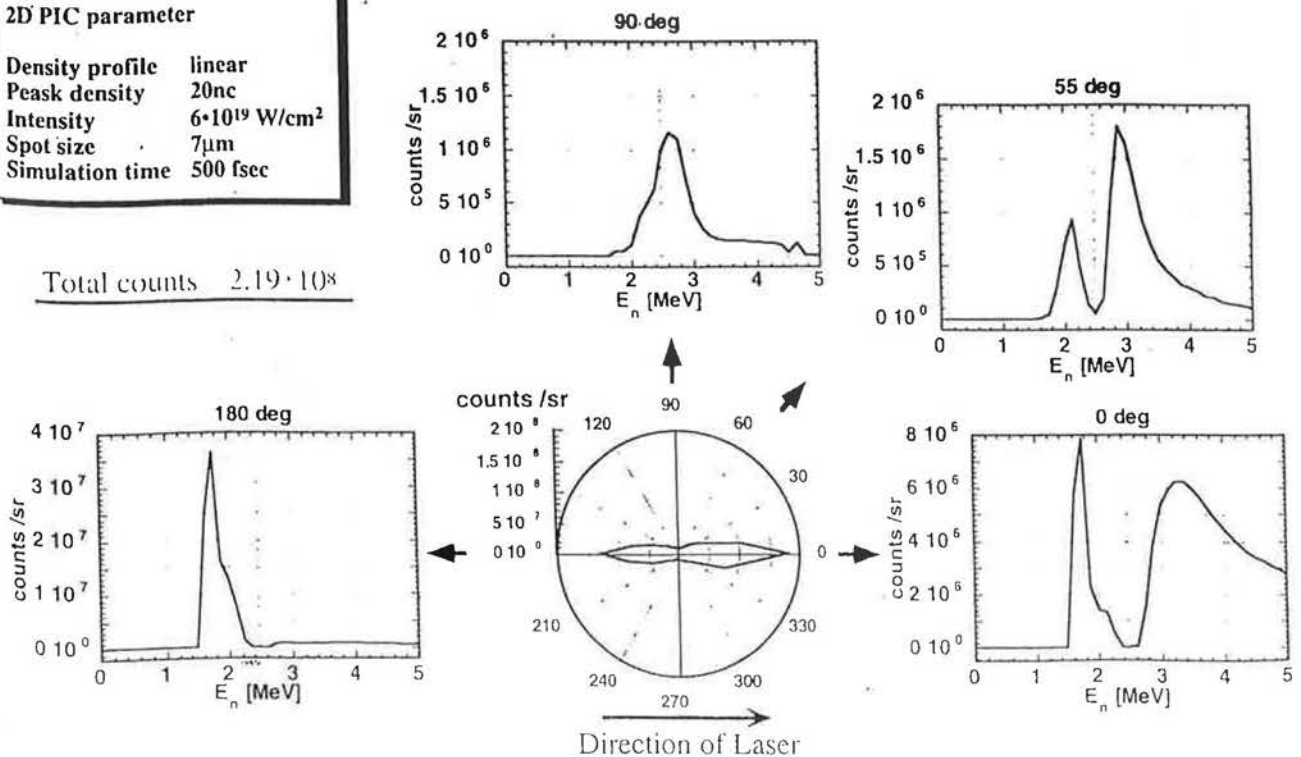 2D PIC parameter
Density profile linear
Peask density 20nc
Intensity 6•10¹⁹ W/cm²
Spot size 7μm
Simulation time 500 fsec
Total counts 2.19·10⁸
90 deg
2 10⁶
1.5 10⁶
1 10⁶
5 10⁵
0 10⁰
counts /sr
0 1 2 3 4 5
Eₙ [MeV]
55 deg
2 10⁶
1.5 10⁶
1 10⁶
5 10⁵
0 10⁰
counts /sr
0 1 2 3 4 5
Eₙ [MeV]
180 deg
4 10⁷
3 10⁷
2 10⁷
1 10⁷
0 10⁰
counts /sr
0 1 2 3 4 5
Eₙ [MeV]
counts /sr
2 10⁸
1.5 10⁸
1 10⁸
5 10⁷
0 10⁰
90
60
30
0
330
300
270
240
210
120
Direction of Laser
0 deg
8 10⁶
6 10⁶
4 10⁶
2 10⁶
0 10⁰
counts /sr
0 1 2 3 4 5
Eₙ [MeV]